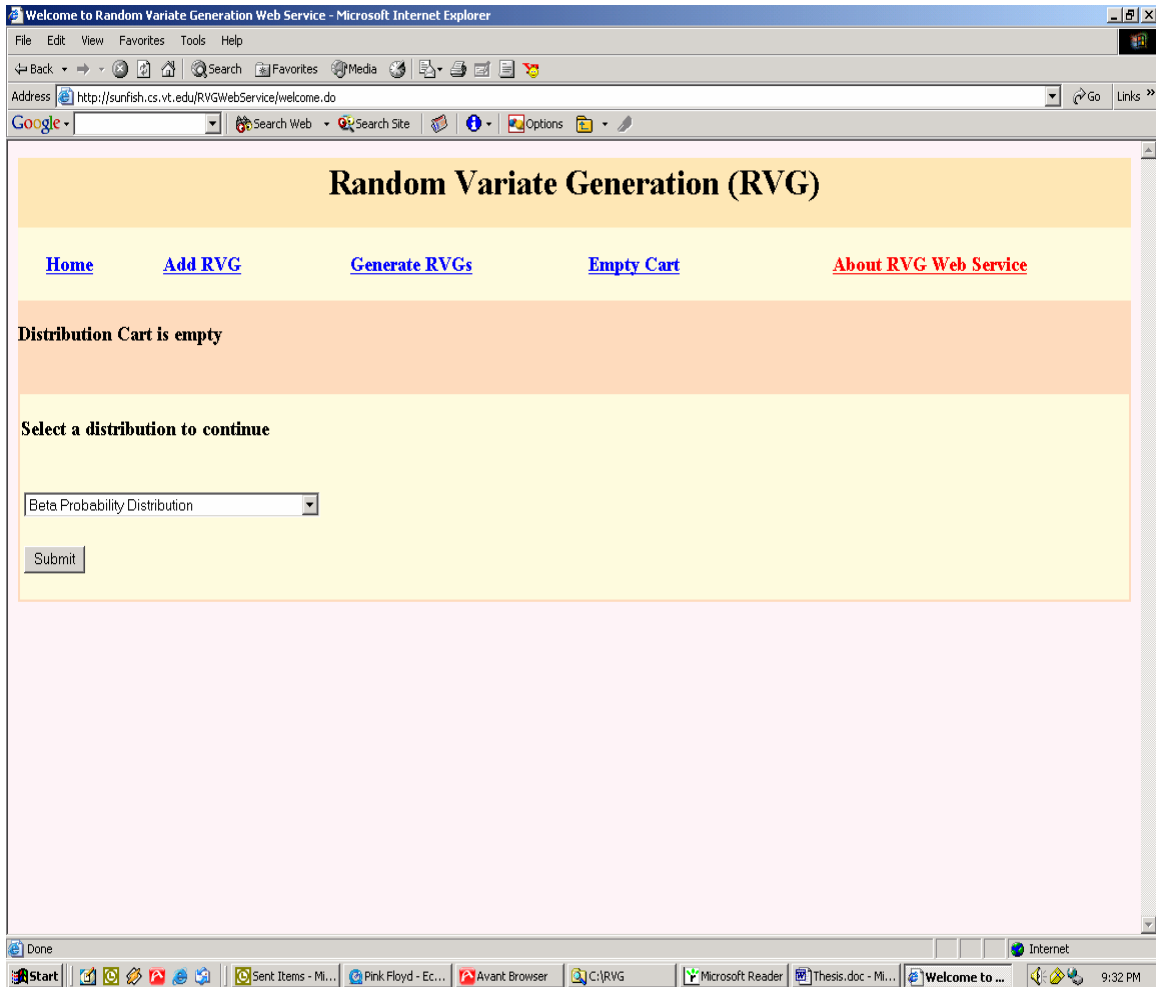 Welcome to Random Variate Generation Web Service - Microsoft Internet Explorer
File Edit View Favorites Tools Help
Back Search Favorites Media
Address http://sunfish.cs.vt.edu/RVGWebService/welcome.do Go Links »
Google Search Web Search Site Options
Random Variate Generation (RVG)
Home Add RVG Generate RVGs Empty Cart About RVG Web Service
Distribution Cart is empty
Select a distribution to continue
Beta Probability Distribution
Submit
Done Internet
Start Sent Items - Mi... Pink Floyd - Ec... Avant Browser C:\RVG Microsoft Reader Thesis.doc - Mi... Welcome to ... 9:32 PM